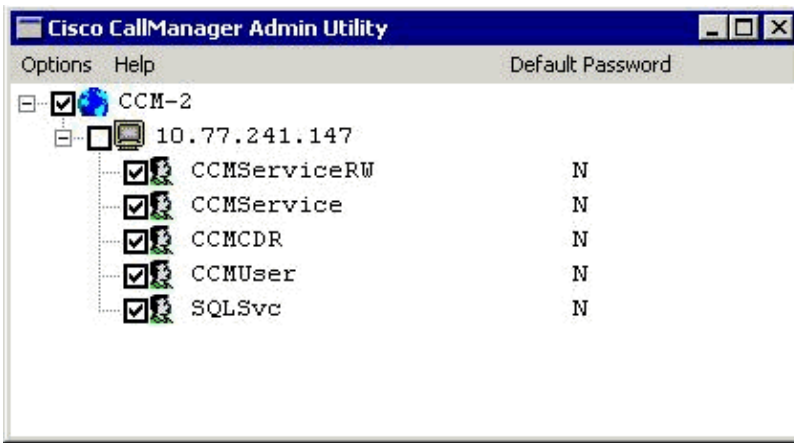 Cisco CallManager Admin Utility
Options Help Default Password
CCM-2
10.77.241.147
CCMServiceRW N
CCMService N
CCMCDR N
CCMUser N
SQLSvc N